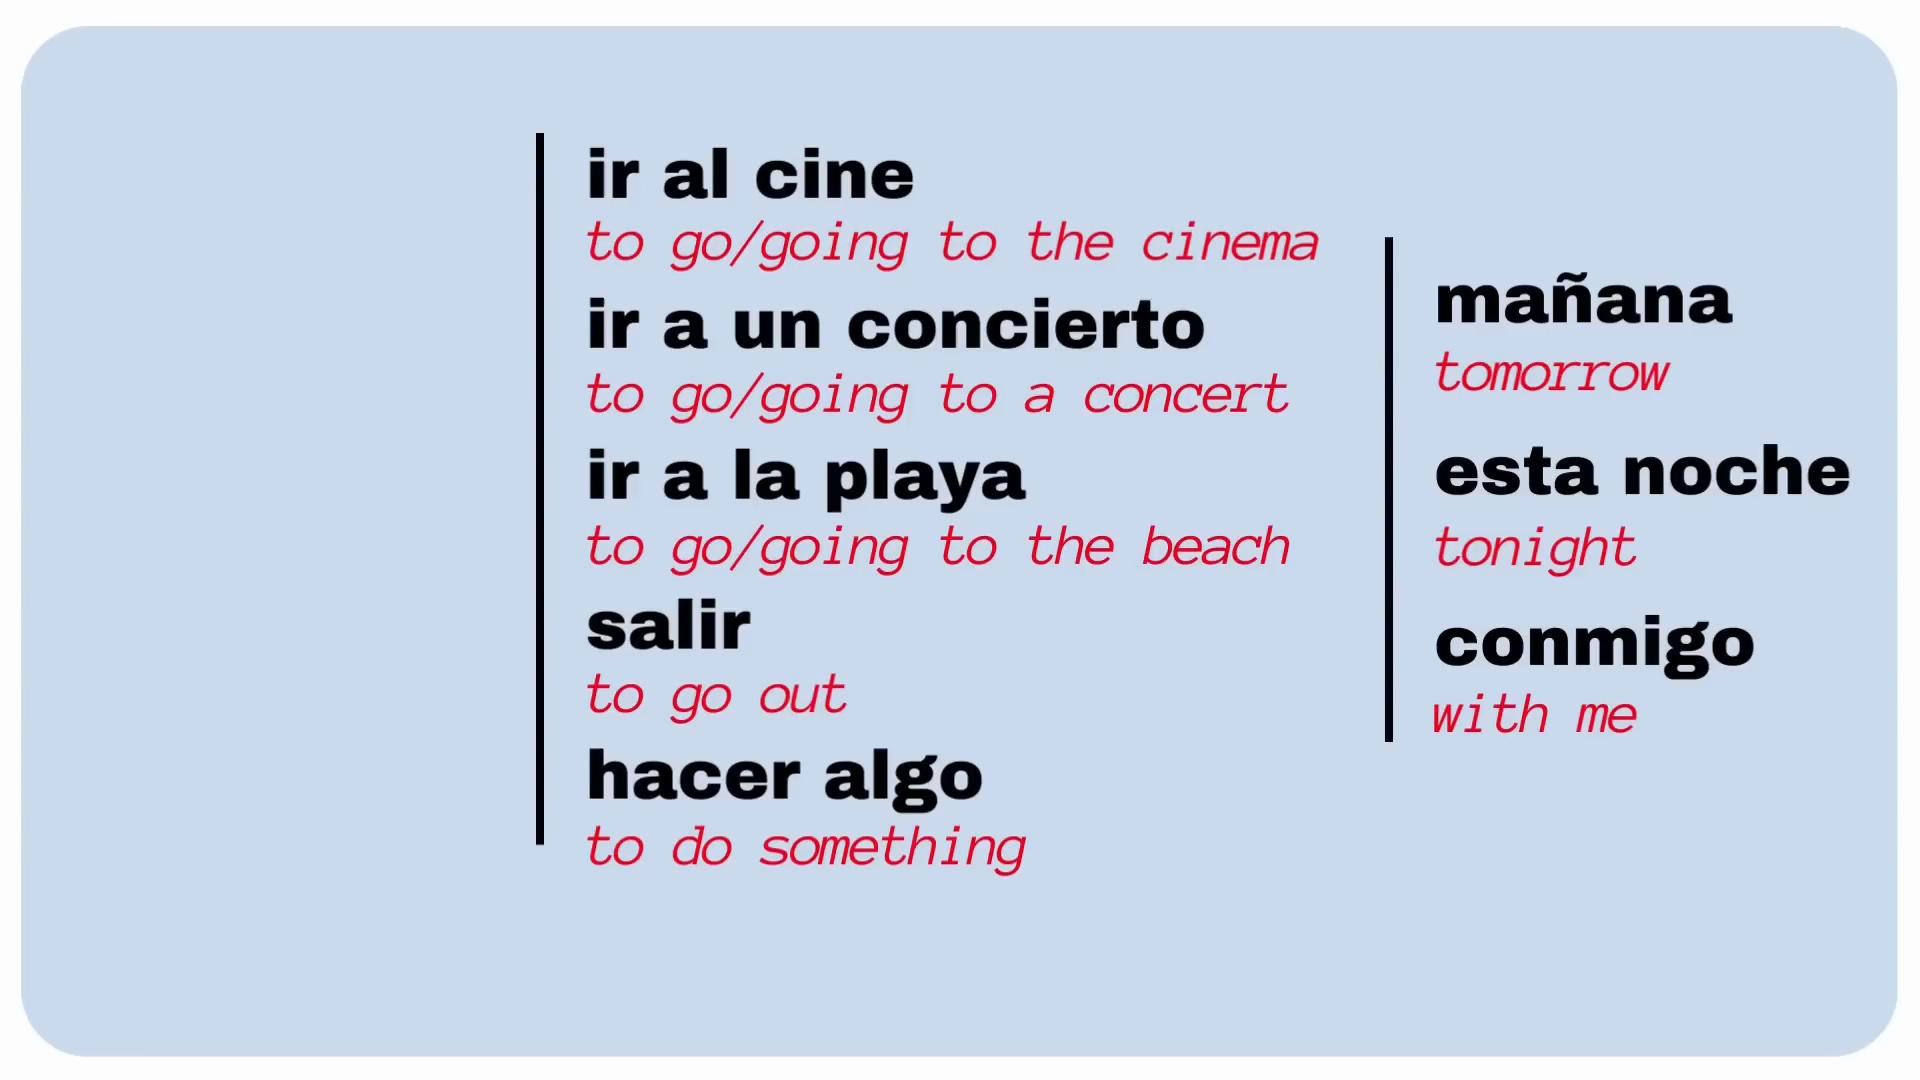 ir al cine
to go/going to the cinema
ir a un concierto
to go/going to a concert
ir a la playa
to go/going to the beach
salir
to go out
hacer algo
to do something
mañana
tomorrow
esta noche
tonight
conmigo
with me